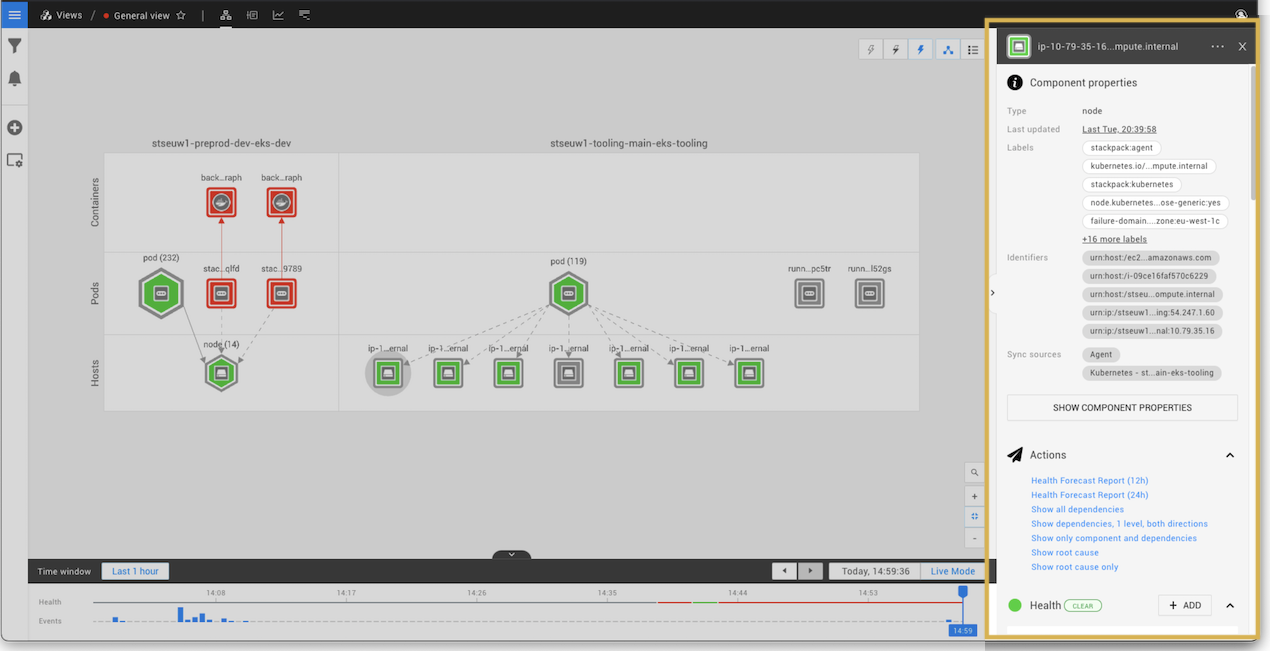 Views / General view
ip-10-79-35-16...mpute.internal
Component properties
Type node
Last updated Last Tue, 20:39:58
Labels stackpack:agent
kubernetes.io/...mpute.internal
stackpack:kubernetes
node.kubernetes...ose-generic:yes
failure-domain....zone:eu-west-1c
+16 more labels
Identifiers urn:host:/ec2...amazonaws.com
urn:host:/i-09ce16faf570c6229
urn:host:/stseu...ompute.internal
urn:ip:/stseuw1...ing:54.247.1.60
urn:ip:/stseuw1...nal:10.79.35.16
Sync sources Agent
Kubernetes - st...ain-eks-tooling
SHOW COMPONENT PROPERTIES
Actions
Health Forecast Report (12h)
Health Forecast Report (24h)
Show all dependencies
Show dependencies, 1 level, both directions
Show only component and dependencies
Show root cause
Show root cause only
Health CLEAR + ADD
stseuw1-preprod-dev-eks-dev stseuw1-tooling-main-eks-tooling
Containers
back...raph back...raph
Pods
pod (232) stac...qlfd stac...9789 pod (119) runn...pc5tr runn...l52gs
Hosts
node (14) ip-1...ernal ip-1...ernal ip-1...ernal ip-1...ernal ip-1...ernal ip-1...ernal ip-1...ernal
+
-
Time window Last 1 hour Today, 14:59:36 Live Mode
14:08 14:17 14:26 14:35 14:44 14:53
Health
Events
14:59